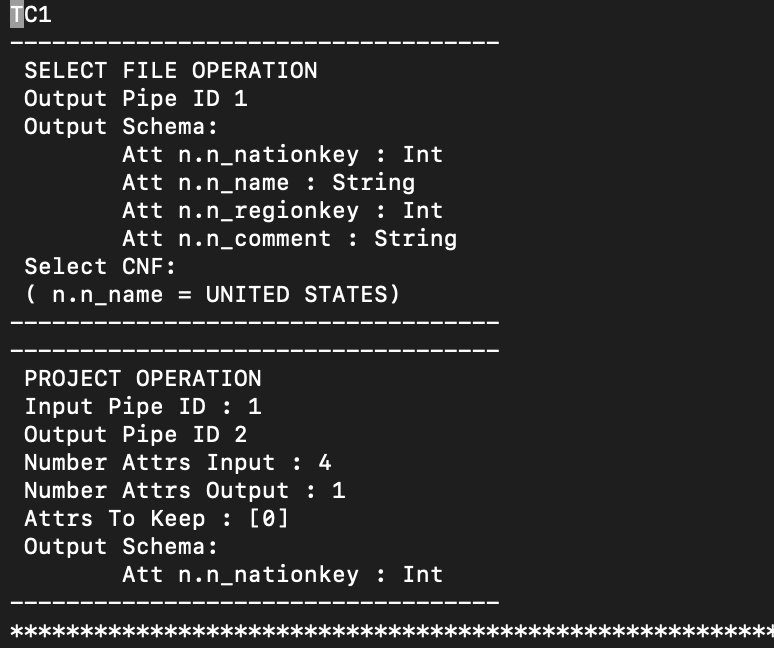 TC1
-----------------------------------
SELECT FILE OPERATION
Output Pipe ID 1
Output Schema:
Att n.n_nationkey : Int
Att n.n_name : String
Att n.n_regionkey : Int
Att n.n_comment : String
Select CNF:
( n.n_name = UNITED STATES)
-----------------------------------
-----------------------------------
PROJECT OPERATION
Input Pipe ID : 1
Output Pipe ID 2
Number Attrs Input : 4
Number Attrs Output : 1
Attrs To Keep : [0]
Output Schema:
Att n.n_nationkey : Int
-----------------------------------
*******************************************************